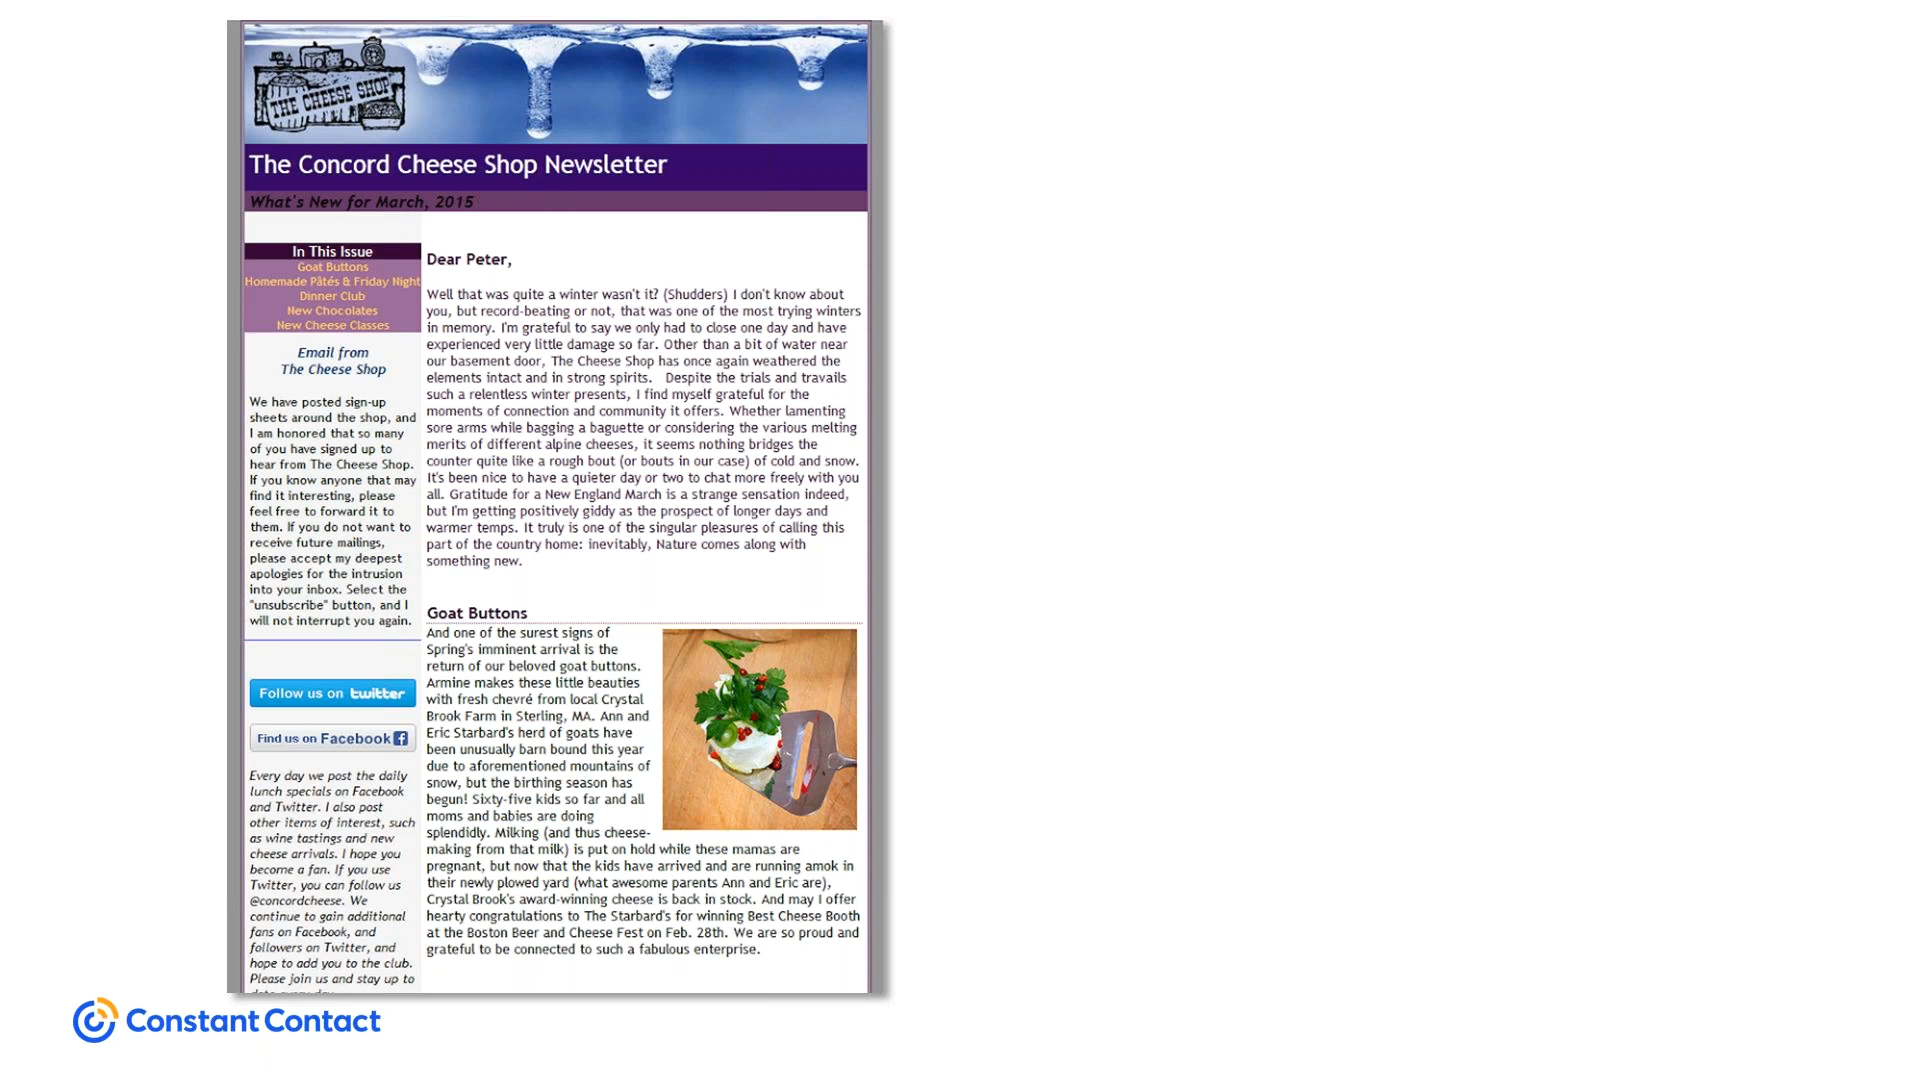 THE CHEESE SHOP
The Concord Cheese Shop Newsletter
What's New for March, 2015
In This Issue
Goat Buttons
Homemade Pâtés & Friday Night
Dinner Club
New Chocolates
New Cheese Classes
Email from
The Cheese Shop
We have posted sign-up
sheets around the shop, and
I am honored that so many
of you have signed up to
hear from The Cheese Shop.
If you know anyone that may
find it interesting, please
feel free to forward it to
them. If you do not want to
receive future mailings,
please accept my deepest
apologies for the intrusion
into your inbox. Select the
"unsubscribe" button, and I
will not interrupt you again.
Follow us on twitter
Find us on Facebook
Every day we post the daily
lunch specials on Facebook
and Twitter. I also post
other items of interest, such
as wine tastings and new
cheese arrivals. I hope you
become a fan. If you use
Twitter, you can follow us
@concordcheese. We
continue to gain additional
fans on Facebook, and
followers on Twitter, and
hope to add you to the club.
Please join us and stay up to
Dear Peter,
Well that was quite a winter wasn't it? (Shudders) I don't know about
you, but record-beating or not, that was one of the most trying winters
in memory. I'm grateful to say we only had to close one day and have
experienced very little damage so far. Other than a bit of water near
our basement door, The Cheese Shop has once again weathered the
elements intact and in strong spirits. Despite the trials and travails
such a relentless winter presents, I find myself grateful for the
moments of connection and community it offers. Whether lamenting
sore arms while bagging a baguette or considering the various melting
merits of different alpine cheeses, it seems nothing bridges the
counter quite like a rough bout (or bouts in our case) of cold and snow.
It's been nice to have a quieter day or two to chat more freely with you
all. Gratitude for a New England March is a strange sensation indeed,
but I'm getting positively giddy as the prospect of longer days and
warmer temps. It truly is one of the singular pleasures of calling this
part of the country home: inevitably, Nature comes along with
something new.
Goat Buttons
And one of the surest signs of
Spring's imminent arrival is the
return of our beloved goat buttons.
Armine makes these little beauties
with fresh chevré from local Crystal
Brook Farm in Sterling, MA. Ann and
Eric Starbard's herd of goats have
been unusually barn bound this year
due to aforementioned mountains of
snow, but the birthing season has
begun! Sixty-five kids so far and all
moms and babies are doing
splendidly. Milking (and thus cheese-
making from that milk) is put on hold while these mamas are
pregnant, but now that the kids have arrived and are running amok in
their newly plowed yard (what awesome parents Ann and Eric are),
Crystal Brook's award-winning cheese is back in stock. And may I offer
hearty congratulations to The Starbard's for winning Best Cheese Booth
at the Boston Beer and Cheese Fest on Feb. 28th. We are so proud and
grateful to be connected to such a fabulous enterprise.
Constant Contact